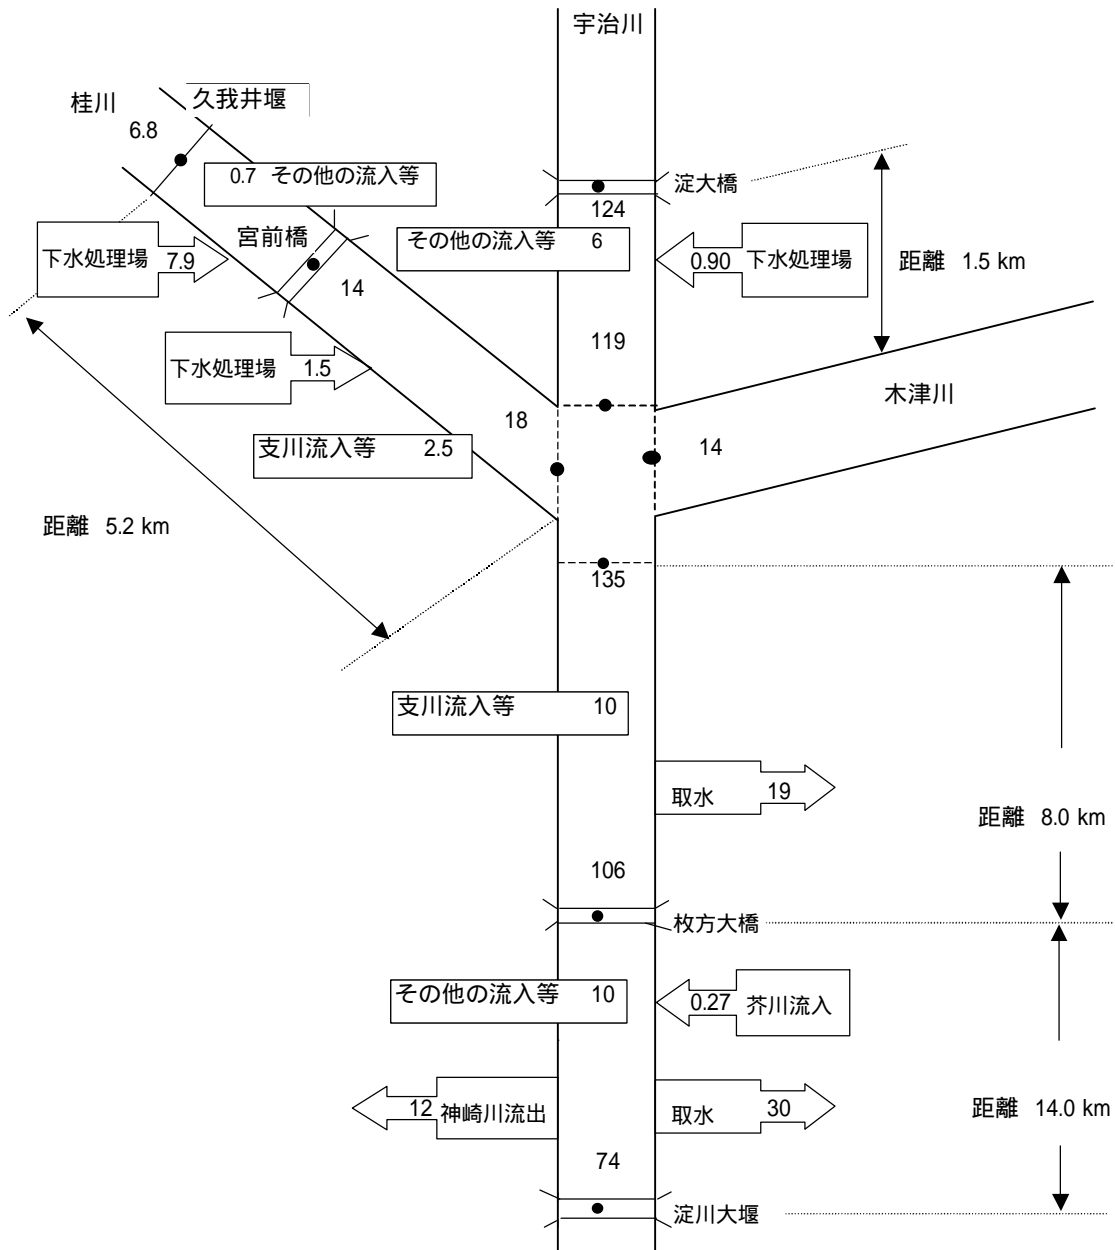 宇治川
桂川
久我井堰
6.8
0.7 その他の流入等
淀大橋
124
宮前橋
その他の流入等 6
下水処理場 7.9
0.90 下水処理場
距離 1.5 km
14
119
下水処理場 1.5
木津川
18
支川流入等 2.5
14
距離 5.2 km
135
支川流入等 10
取水 19
距離 8.0 km
106
枚方大橋
その他の流入等 10
0.27 芥川流入
12 神崎川流出
取水 30
距離 14.0 km
74
淀川大堰